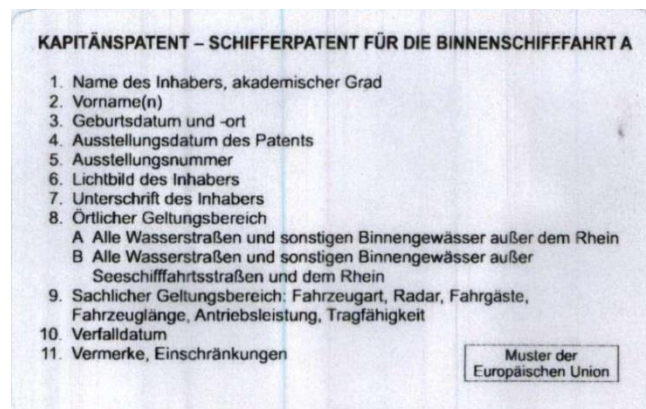 KAPITÄNSPATENT – SCHIFFERPATENT FÜR DIE BINNENSCHIFFFAHRT A
1. Name des Inhabers, akademischer Grad
2. Vorname(n)
3. Geburtsdatum und -ort
4. Ausstellungsdatum des Patents
5. Ausstellungsnummer
6. Lichtbild des Inhabers
7. Unterschrift des Inhabers
8. Örtlicher Geltungsbereich
A Alle Wasserstraßen und sonstigen Binnengewässer außer dem Rhein
B Alle Wasserstraßen und sonstigen Binnengewässer außer
Seeschifffahrtsstraßen und dem Rhein
9. Sachlicher Geltungsbereich: Fahrzeugart, Radar, Fahrgäste,
Fahrzeuglänge, Antriebsleistung, Tragfähigkeit
10. Verfalldatum
11. Vermerke, Einschränkungen
Muster der
Europäischen Union